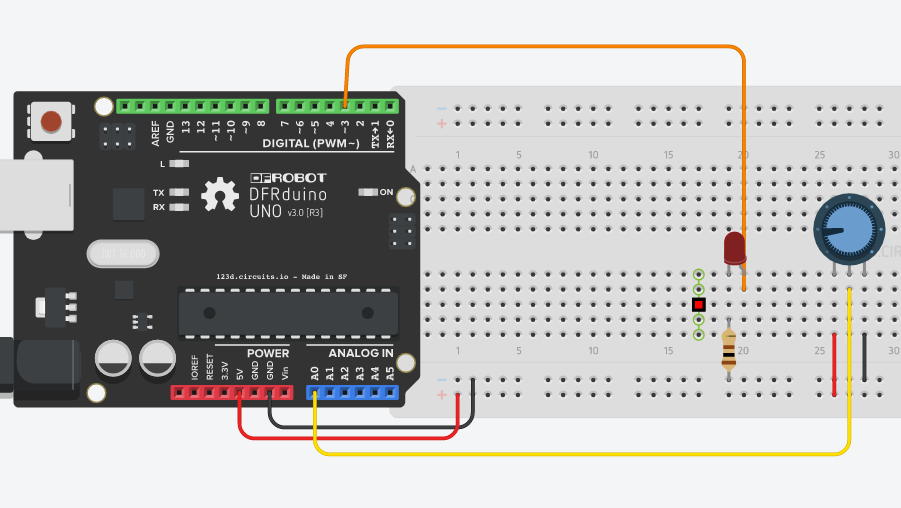 AREF
GND
13
12
~11
~10
~9
8
7
~6
~5
4
~3
2
TX→1
RX←0
DIGITAL (PWM~)
L
TX
RX
DFROBOT
DFRduino
UNO v3.0 [R3]
ON
123d.circuits.io - Made in SF
POWER
ANALOG IN
IOREF
RESET
3.3V
5V
GND
GND
Vin
A0
A1
A2
A3
A4
A5
1 5 15 20 25 30
A
CIR
1 5 15 20 25 30